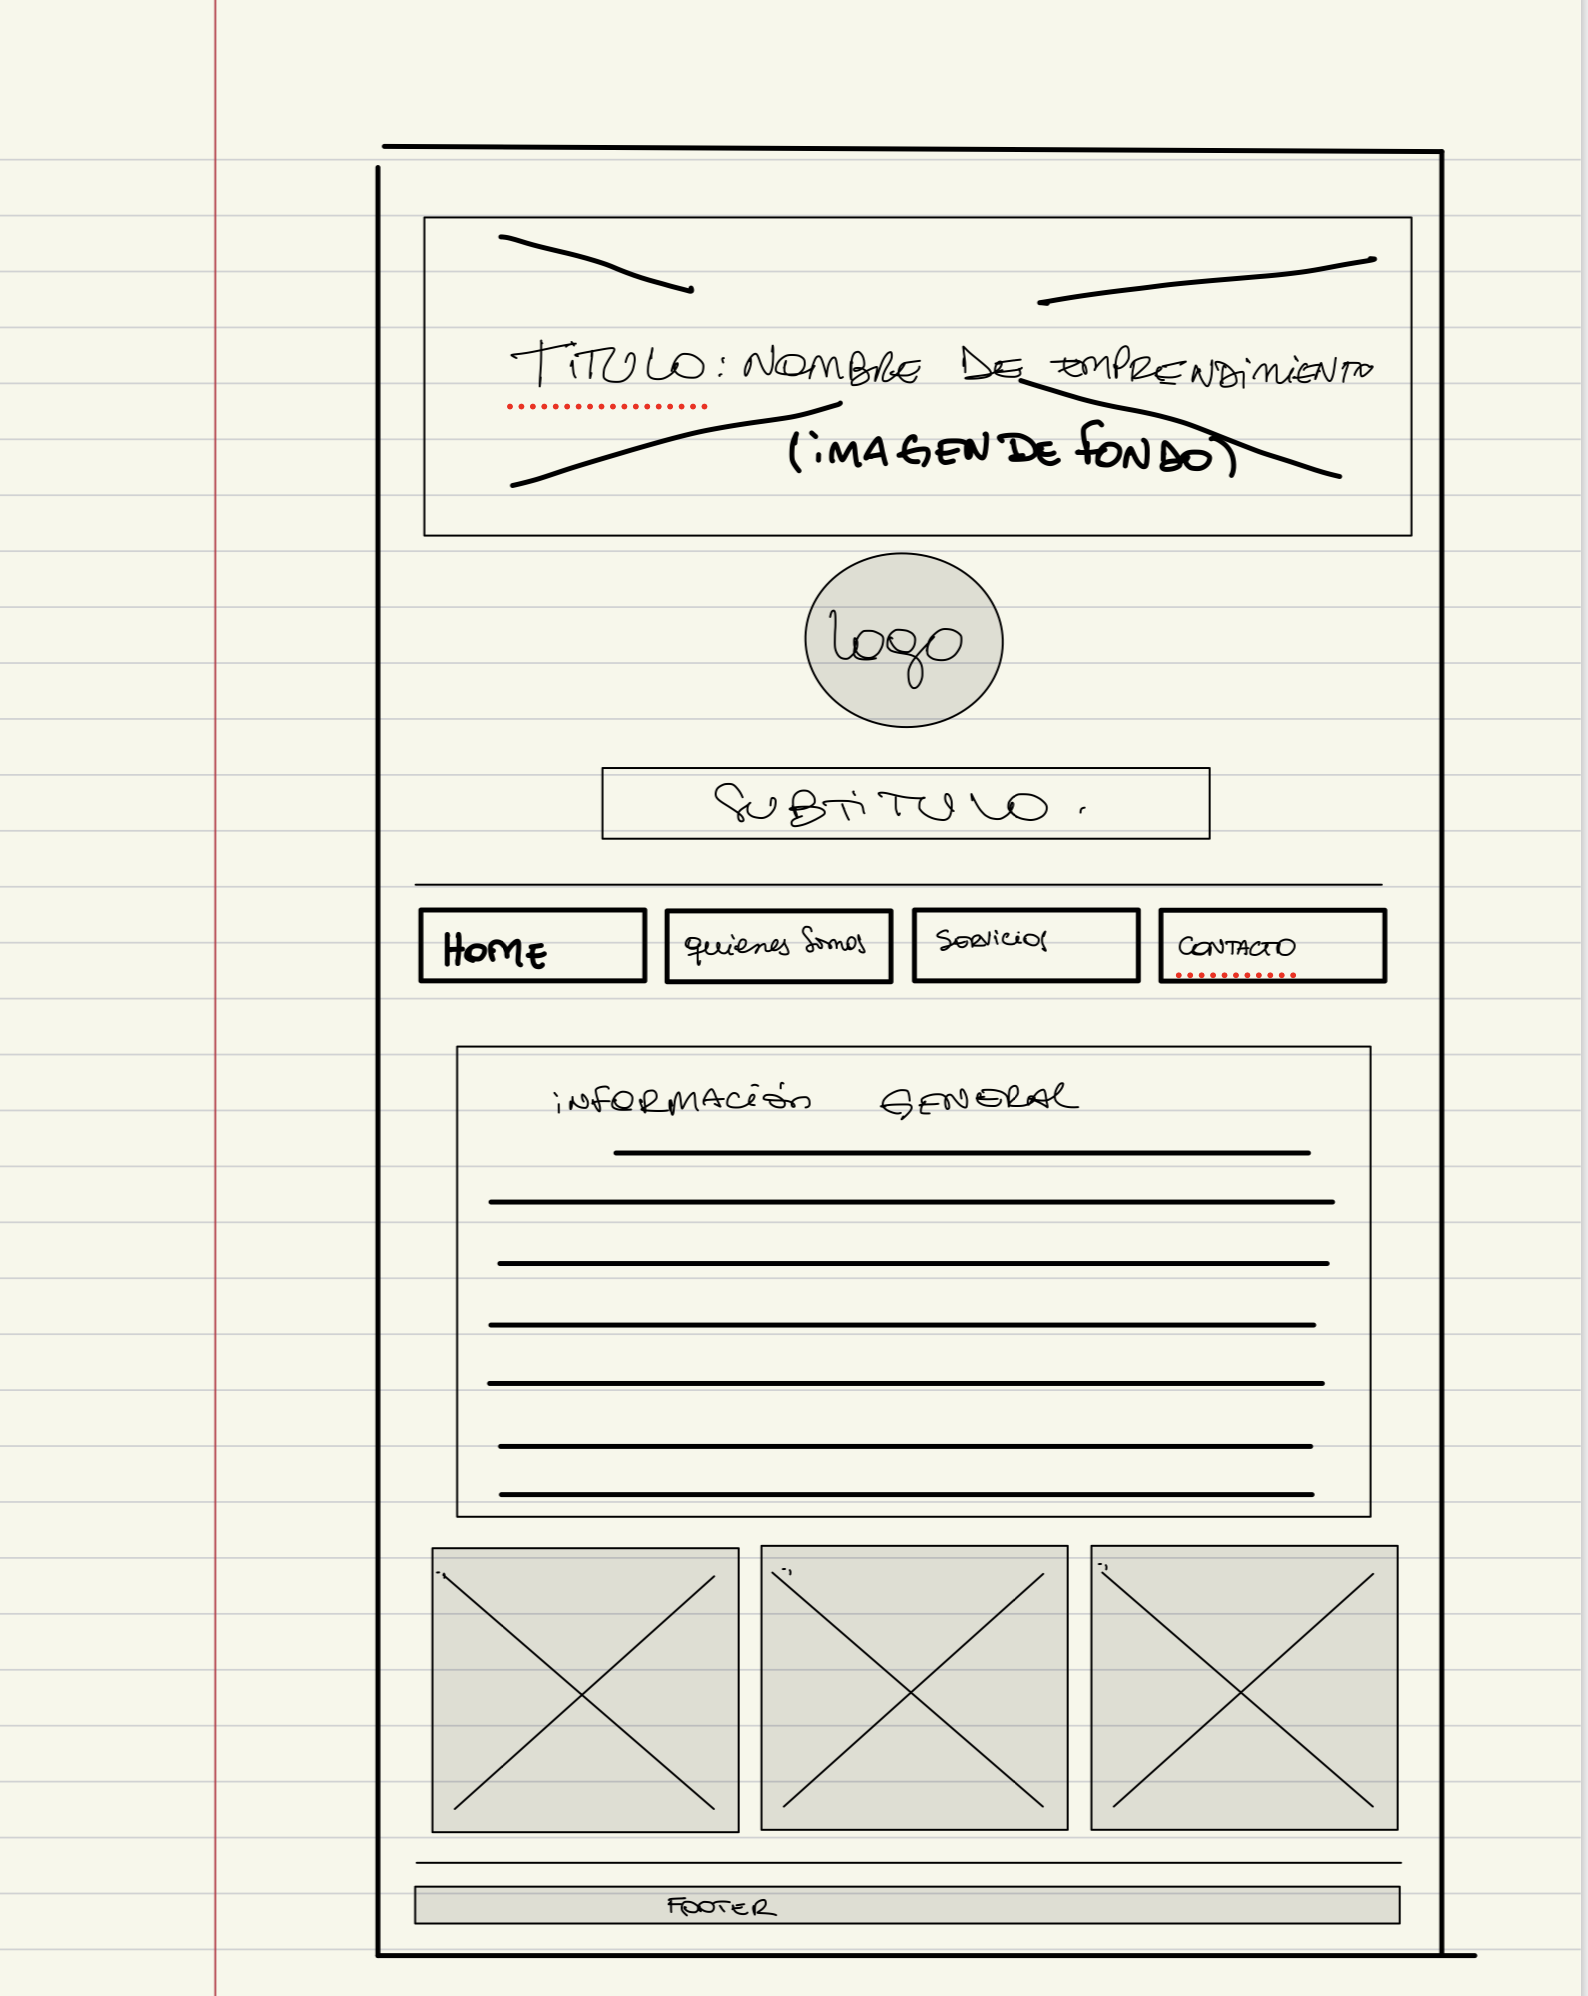 TITULO: NOMBRE DE EMPRENDIMIENTO
(IMAGEN DE FONDO)
Logo
SUBTITULO.
HOME
quienes Somos
Servicios
CONTACTO
INFORMACIÓN GENERAL
FOOTER